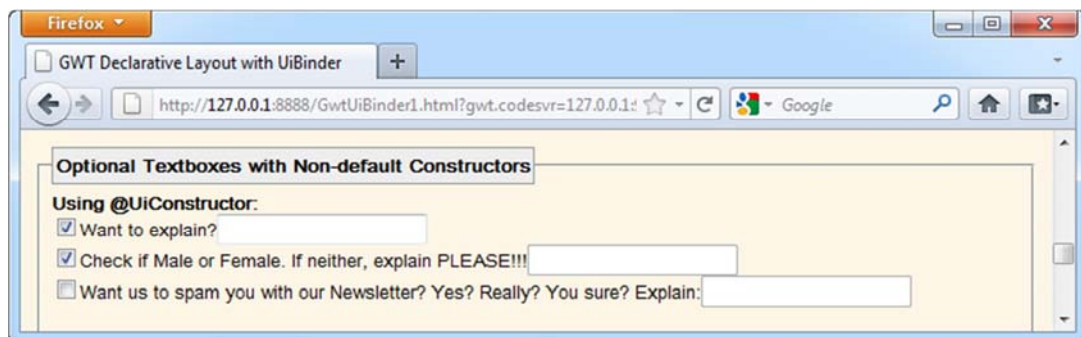 Firefox
GWT Declarative Layout with UiBinder
http://127.0.0.1:8888/GwtUiBinder1.html?gwt.codesvr=127.0.0.1:
Google
Optional Textboxes with Non-default Constructors
Using @UiConstructor:
Want to explain?
Check if Male or Female. If neither, explain PLEASE!!!
Want us to spam you with our Newsletter? Yes? Really? You sure? Explain: